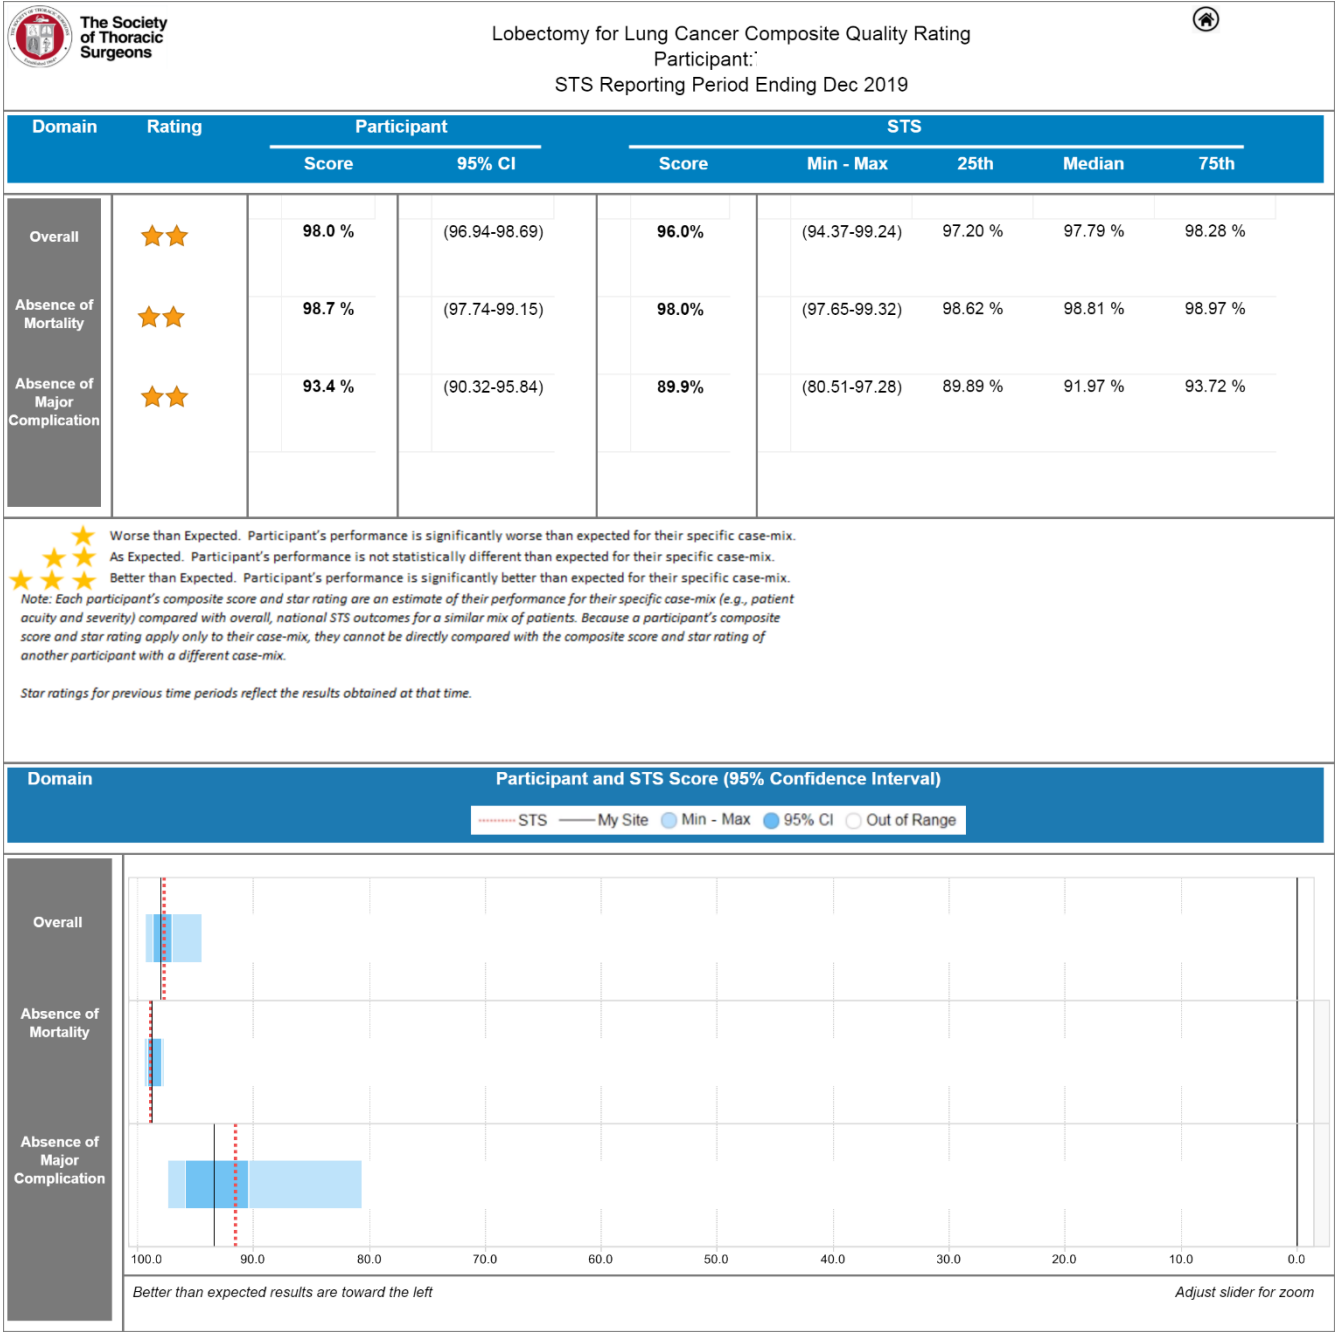 The Society
of Thoracic
Surgeons
Lobectomy for Lung Cancer Composite Quality Rating
Participant:
STS Reporting Period Ending Dec 2019
Domain Rating Participant STS
Score 95% CI Score Min - Max 25th Median 75th
Overall 98.0 % (96.94-98.69) 96.0% (94.37-99.24) 97.20 % 97.79 % 98.28 %
Absence of
Mortality 98.7 % (97.74-99.15) 98.0% (97.65-99.32) 98.62 % 98.81 % 98.97 %
Absence of
Major
Complication 93.4 % (90.32-95.84) 89.9% (80.51-97.28) 89.89 % 91.97 % 93.72 %
Worse than Expected. Participant's performance is significantly worse than expected for their specific case-mix.
As Expected. Participant's performance is not statistically different than expected for their specific case-mix.
Better than Expected. Participant's performance is significantly better than expected for their specific case-mix.
Note: Each participant's composite score and star rating are an estimate of their performance for their specific case-mix (e.g., patient
acuity and severity) compared with overall, national STS outcomes for a similar mix of patients. Because a participant's composite
score and star rating apply only to their case-mix, they cannot be directly compared with the composite score and star rating of
another participant with a different case-mix.
Star ratings for previous time periods reflect the results obtained at that time.
Domain Participant and STS Score (95% Confidence Interval)
STS My Site Min - Max 95% CI Out of Range
Overall
Absence of
Mortality
Absence of
Major
Complication
100.0 90.0 80.0 70.0 60.0 50.0 40.0 30.0 20.0 10.0 0.0
Better than expected results are toward the left Adjust slider for zoom